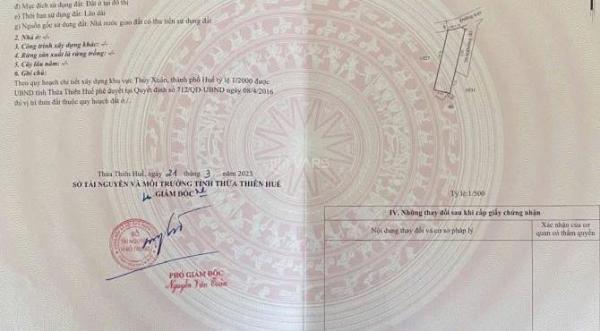 đ) Mục đích sử dụng đất: Đất ở tại đô thị
e) Thời hạn sử dụng đất: Lâu dài
g) Nguồn gốc sử dụng đất: Nhà nước giao đất có thu tiền sử dụng đất
2. Nhà ở: -/-
3. Công trình xây dựng khác: -/-
4. Rừng sản xuất là rừng trồng: -/-
5. Cây lâu năm: -/-
6. Ghi chú:
Theo quy hoạch chi tiết xây dựng khu vực Thủy Xuân, thành phố Huế tỷ lệ 1/2000 được
UBND tỉnh Thừa Thiên Huế phê duyệt tại Quyết định số 712/QĐ-UBND ngày 08/4/2016
thì vị trí thửa đất thuộc quy hoạch đất ở./.
Thừa Thiên Huế, ngày 21 tháng 3 năm 2023
SỞ TÀI NGUYÊN VÀ MÔI TRƯỜNG TỈNH THỪA THIÊN HUẾ
GIÁM ĐỐC
SỞ
PHÓ GIÁM ĐỐC
Nguyễn Văn
Tỷ lệ 1/500
IV. Những thay đổi sau khi cấp giấy chứng nhận
Nội dung thay đổi và cơ sở pháp lý
Xác nhận của cơ
quan có thẩm quyền